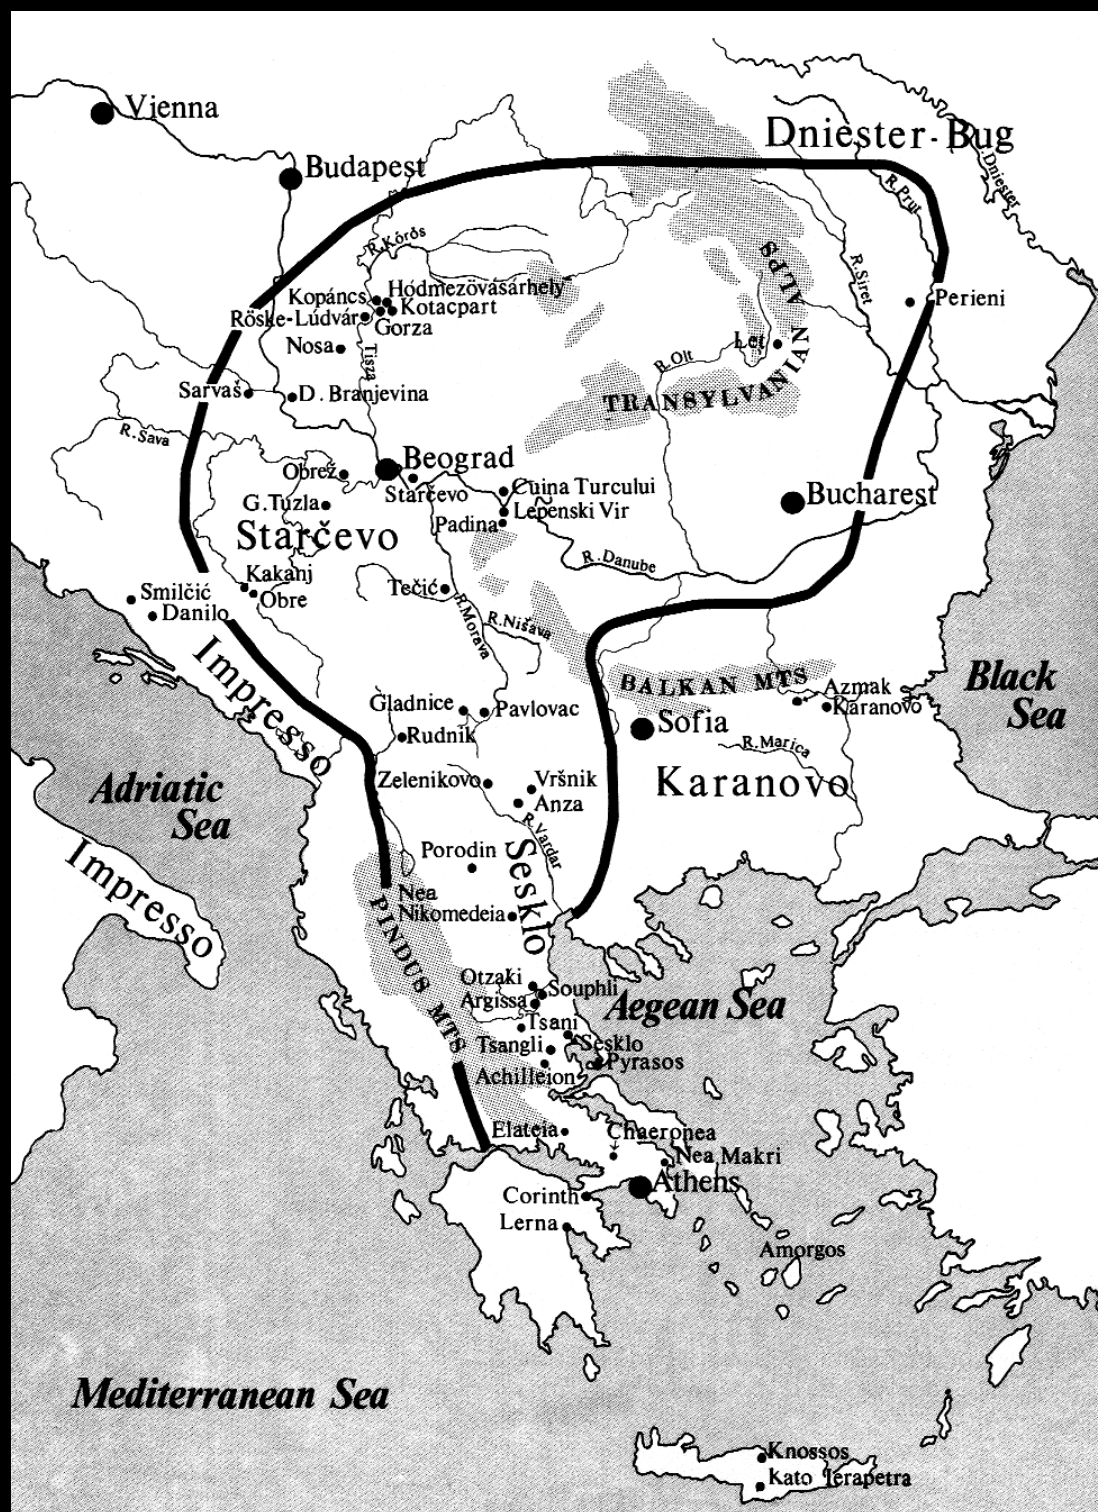 Vienna
Budapest
Dniester-Bug
R. Dniester
R. Prut
R. Körös
R. Siret
TRANSYLVANIAN ALPS
Kopáncs
Hódmezövásárhely
Röske-Lúdvár
Kotacpart
Gorza
Perieni
Nosa
Tisza
Leţ
R. Olt
Sarvaš
D. Branjevina
R. Sava
Beograd
Obrež
Starčevo
Cuina Turcului
Bucharest
G. Tuzla
Lepenski Vir
Padina
Starčevo
R. Danube
Kakanj
Obre
Tečić
Smilčić
Danilo
R. Morava
R. Nišava
Impresso
BALKAN MTS
Black
Sea
Azmak
Karanovo
Gladnice
Pavlovac
Sofia
Rudnik
R. Marica
Adriatic
Sea
Zelenikovo
Vršnik
Anza
Karanovo
R. Vardar
Porodin
Sesklo
Impresso
Nea
Nikomedeia
PINDUS MTS
Otzaki
Souphli
Argissa
Aegean Sea
Tsani
Tsangli
Sesklo
Pyrasos
Achilleion
Elateia
Chaeronea
Nea Makri
Athens
Corinth
Lerna
Amorgos
Mediterranean Sea
Knossos
Kato Ierapetra